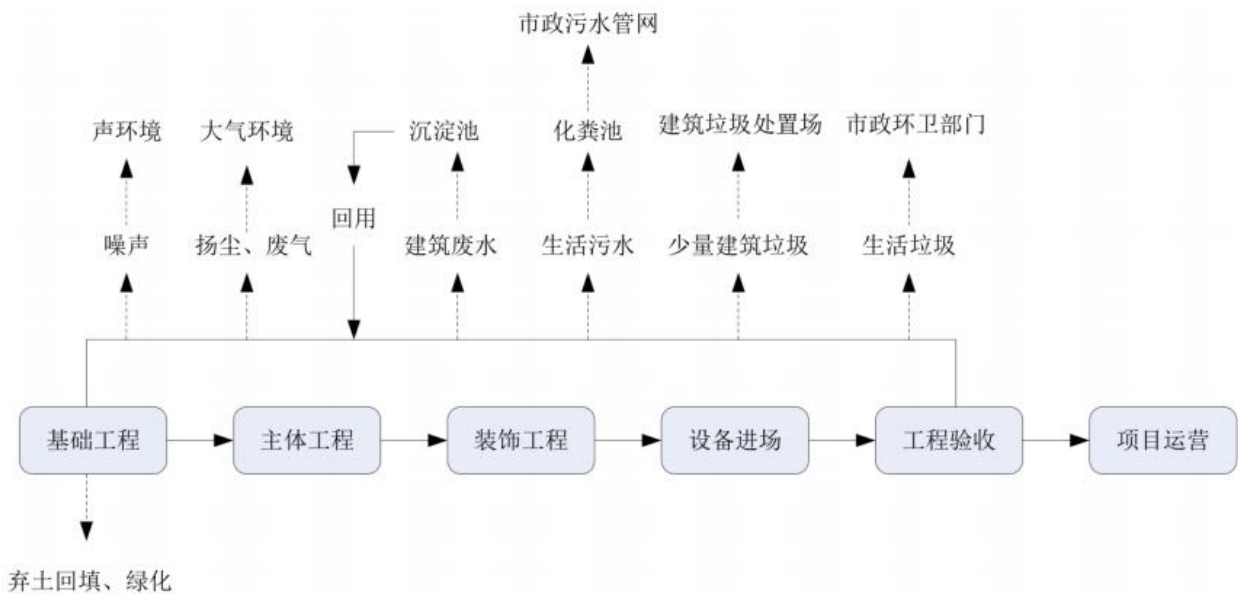 市政污水管网
声环境
大气环境
沉淀池
化粪池
建筑垃圾处置场
市政环卫部门
回用
噪声
扬尘、废气
建筑废水
生活污水
少量建筑垃圾
生活垃圾
基础工程
主体工程
装饰工程
设备进场
工程验收
项目运营
弃土回填、绿化